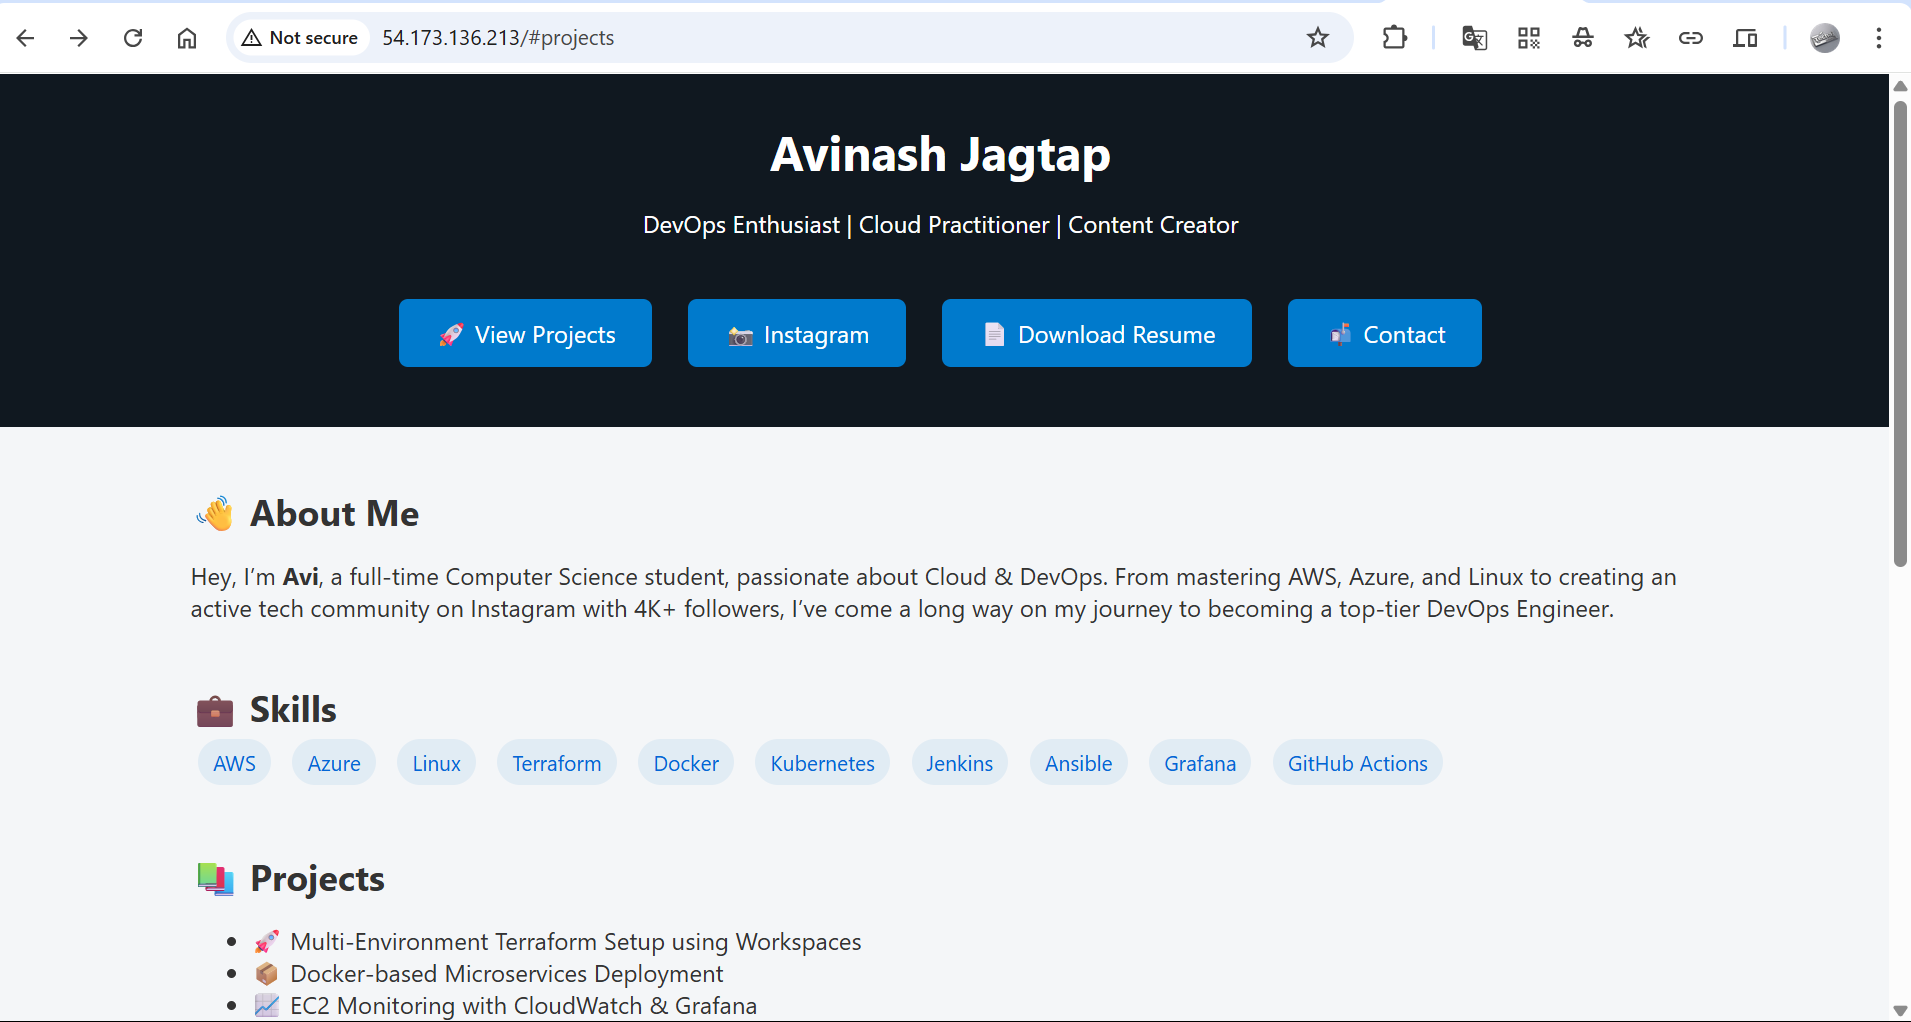 Not secure 54.173.136.213/#projects
Avinash Jagtap
DevOps Enthusiast | Cloud Practitioner | Content Creator
🚀 View Projects 📷 Instagram 📄 Download Resume 📬 Contact
👋 About Me
Hey, I’m Avi, a full-time Computer Science student, passionate about Cloud & DevOps. From mastering AWS, Azure, and Linux to creating an
active tech community on Instagram with 4K+ followers, I’ve come a long way on my journey to becoming a top-tier DevOps Engineer.
💼 Skills
AWS Azure Linux Terraform Docker Kubernetes Jenkins Ansible Grafana GitHub Actions
📚 Projects
• 🚀 Multi-Environment Terraform Setup using Workspaces
• 📦 Docker-based Microservices Deployment
• 📈 EC2 Monitoring with CloudWatch & Grafana